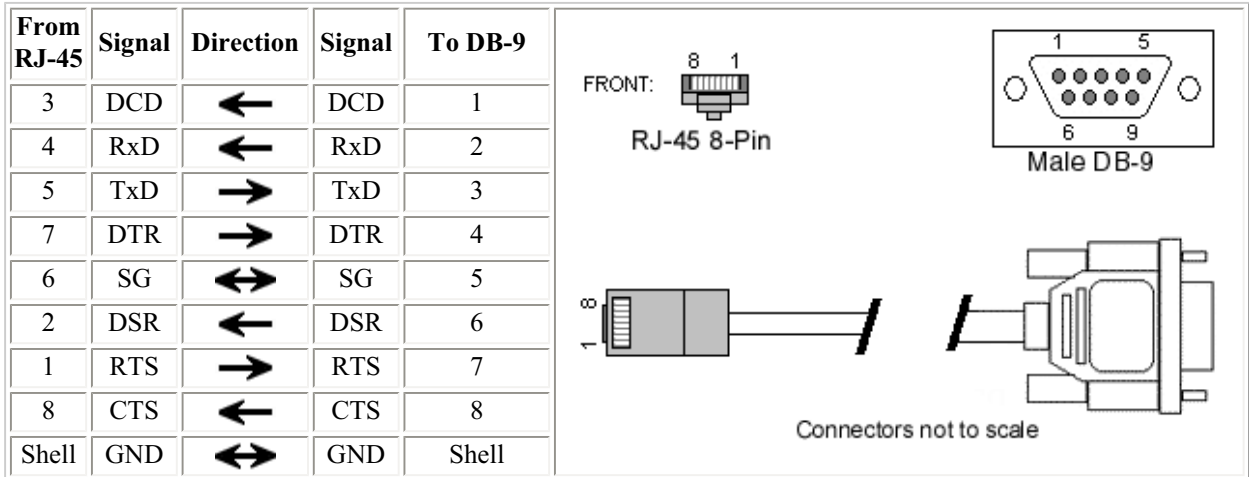 From RJ-45 Signal Direction Signal To DB-9
3 DCD DCD 1
4 RxD RxD 2
5 TxD TxD 3
7 DTR DTR 4
6 SG SG 5
2 DSR DSR 6
1 RTS RTS 7
8 CTS CTS 8
Shell GND GND Shell
8 1
FRONT:
RJ-45 8-Pin
1 5
6 9
Male DB-9
8
1
Connectors not to scale